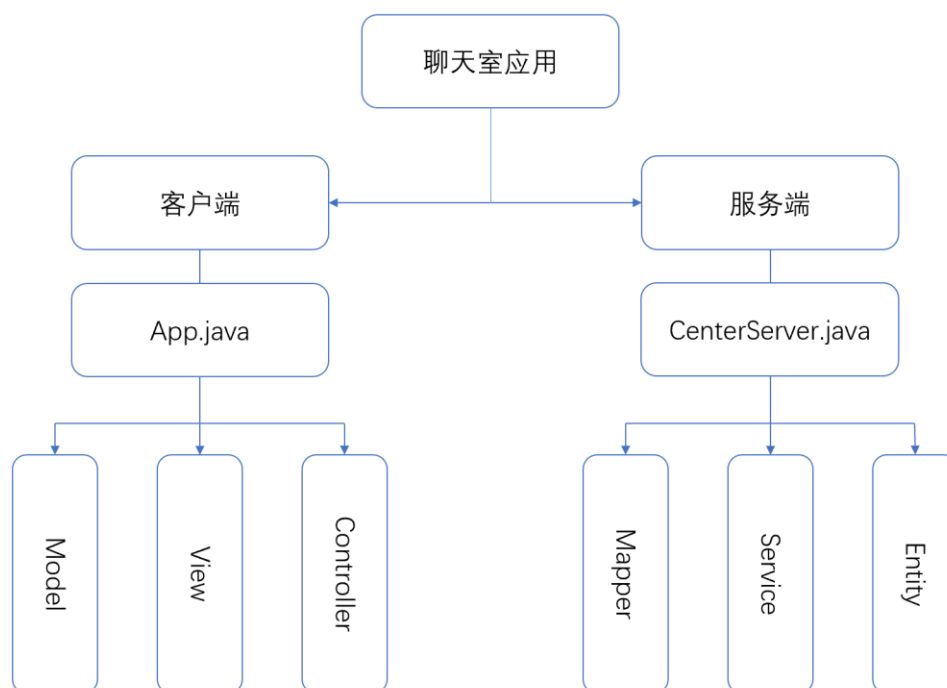 聊天室应用
客户端
服务端
App.java
CenterServer.java
Model
View
Controller
Mapper
Service
Entity